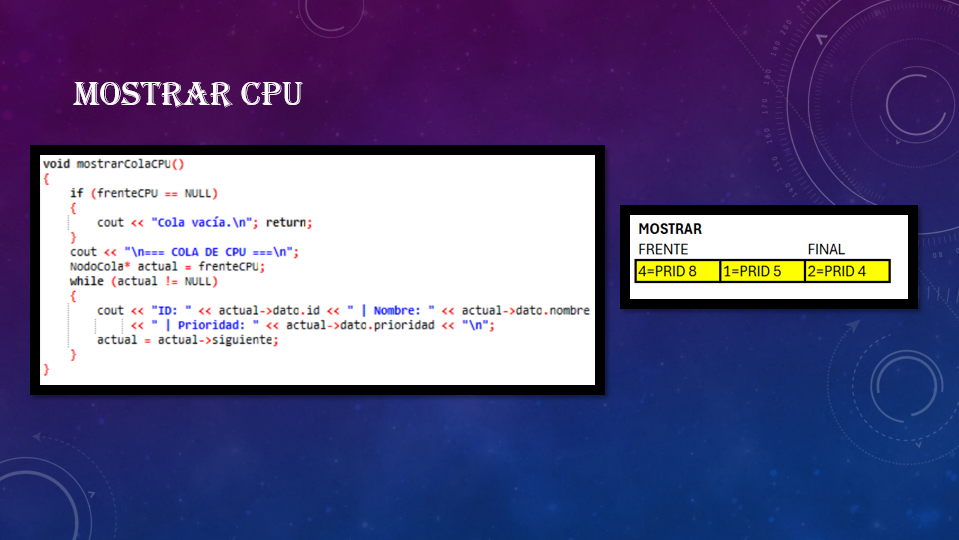 MOSTRAR CPU
void mostrarColaCPU()
{
if (frenteCPU == NULL)
{
cout << "Cola vacía.\n"; return;
}
cout << "\n=== COLA DE CPU ===\n";
NodoCola* actual = frenteCPU;
while (actual != NULL)
{
cout << "ID: " << actual->dato.id << " | Nombre: " << actual->dato.nombre
<< " | Prioridad: " << actual->dato.prioridad << "\n";
actual = actual->siguiente;
}
}
MOSTRAR
FRENTE FINAL
4=PRID 8 1=PRID 5 2=PRID 4